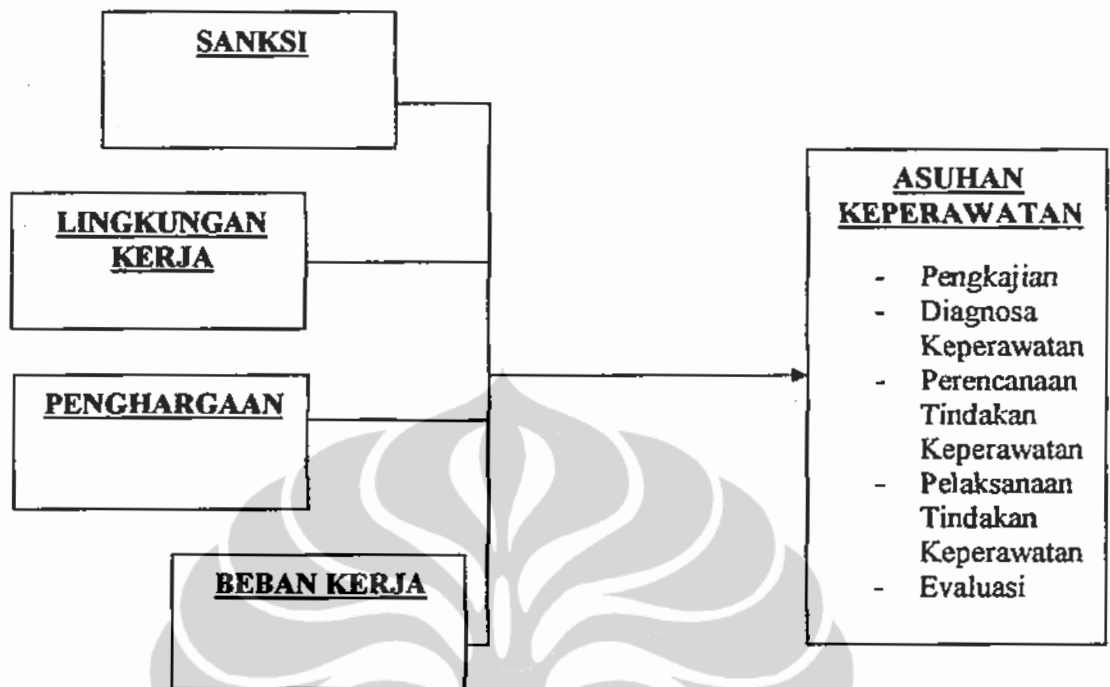 SANKSI
LINGKUNGAN
KERJA
PENGHARGAAN
BEBAN KERJA
ASUHAN
KEPERAWATAN
- Pengkajian
- Diagnosa
Keperawatan
- Perencanaan
Tindakan
Keperawatan
- Pelaksanaan
Tindakan
Keperawatan
- Evaluasi